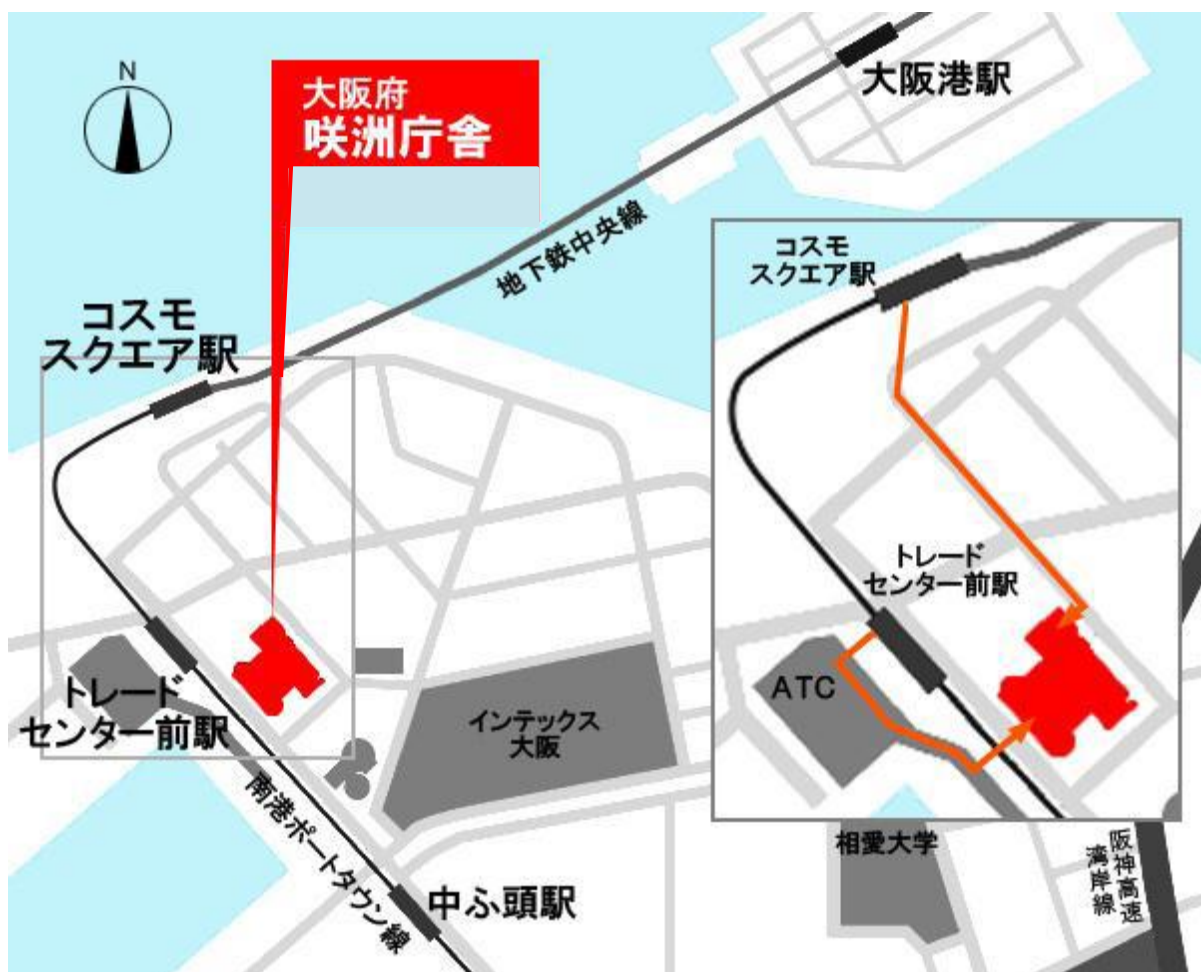 N
大阪府
咲洲庁舎
大阪港駅
地下鉄中央線
コスモ
スクエア駅
コスモ
スクエア駅
トレード
センター前駅
ATC
トレード
センター前駅
インテックス
大阪
南港ポートタウン線
中ふ頭駅
相愛大学
阪神高速
湾岸線